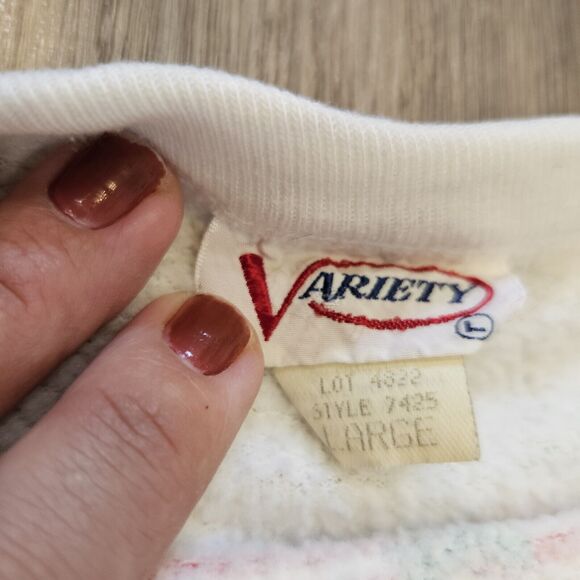 VARIETY
L
LOT 4822
STYLE 7425
LARGE